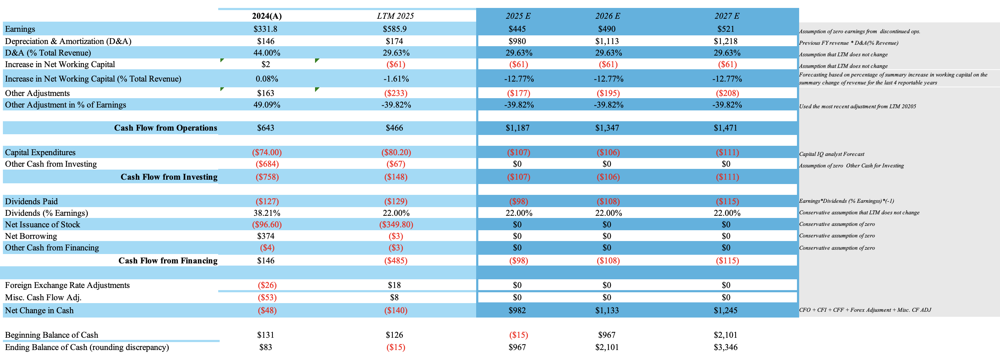 2024(A) LTM 2025 2025 E 2026 E 2027 E
Earnings $331.8 $585.9 $445 $490 $521 Assumption of zero earnings from discontinued ops.
Depreciation & Amortization (D&A) $146 $174 $980 $1,113 $1,218 Previous FY revenue * D&A(% Revenue)
D&A (% Total Revenue) 44.00% 29.63% 29.63% 29.63% 29.63% Assumption that LTM does not change
Increase in Net Working Capital $2 ($61) ($61) ($61) ($61) Assumption that LTM does not change
Increase in Net Working Capital (% Total Revenue) 0.08% -1.61% -12.77% -12.77% -12.77% Forecasting based on percentage of summary increase in working capital on the
summary change of revenue for the last 4 reportable years
Other Adjustments $163 ($233) ($177) ($195) ($208)
Other Adjustment in % of Earnings 49.09% -39.82% -39.82% -39.82% -39.82% Used the most recent adjustment from LTM 20205
Cash Flow from Operations $643 $466 $1,187 $1,347 $1,471
Capital Expenditures ($74.00) ($80.20) ($107) ($106) ($111) Capital IQ analyst Forecast
Other Cash from Investing ($684) ($67) $0 $0 $0 Assumption of zero Other Cash for Investing
Cash Flow from Investing ($758) ($148) ($107) ($106) ($111)
Dividends Paid ($127) ($129) ($98) ($108) ($115) Earnings*Dividends (% Earningss)*(-1)
Dividends (% Earnings) 38.21% 22.00% 22.00% 22.00% 22.00% Conservative assumption that LTM does not change
Net Issuance of Stock ($96.60) ($349.80) $0 $0 $0 Conservative assumption of zero
Net Borrowing $374 ($3) $0 $0 $0 Conservative assumption of zero
Other Cash from Financing ($4) ($3) $0 $0 $0 Conservative assumption of zero
Cash Flow from Financing $146 ($485) ($98) ($108) ($115)
Foreign Exchange Rate Adjustments ($26) $18 $0 $0 $0
Misc. Cash Flow Adj. ($53) $8 $0 $0 $0
Net Change in Cash ($48) ($140) $982 $1,133 $1,245 CFO + CFI + CFF + Forex Adjusment + Misc. CF ADJ
Beginning Balance of Cash $131 $126 ($15) $967 $2,101
Ending Balance of Cash (rounding discrepancy) $83 ($15) $967 $2,101 $3,346